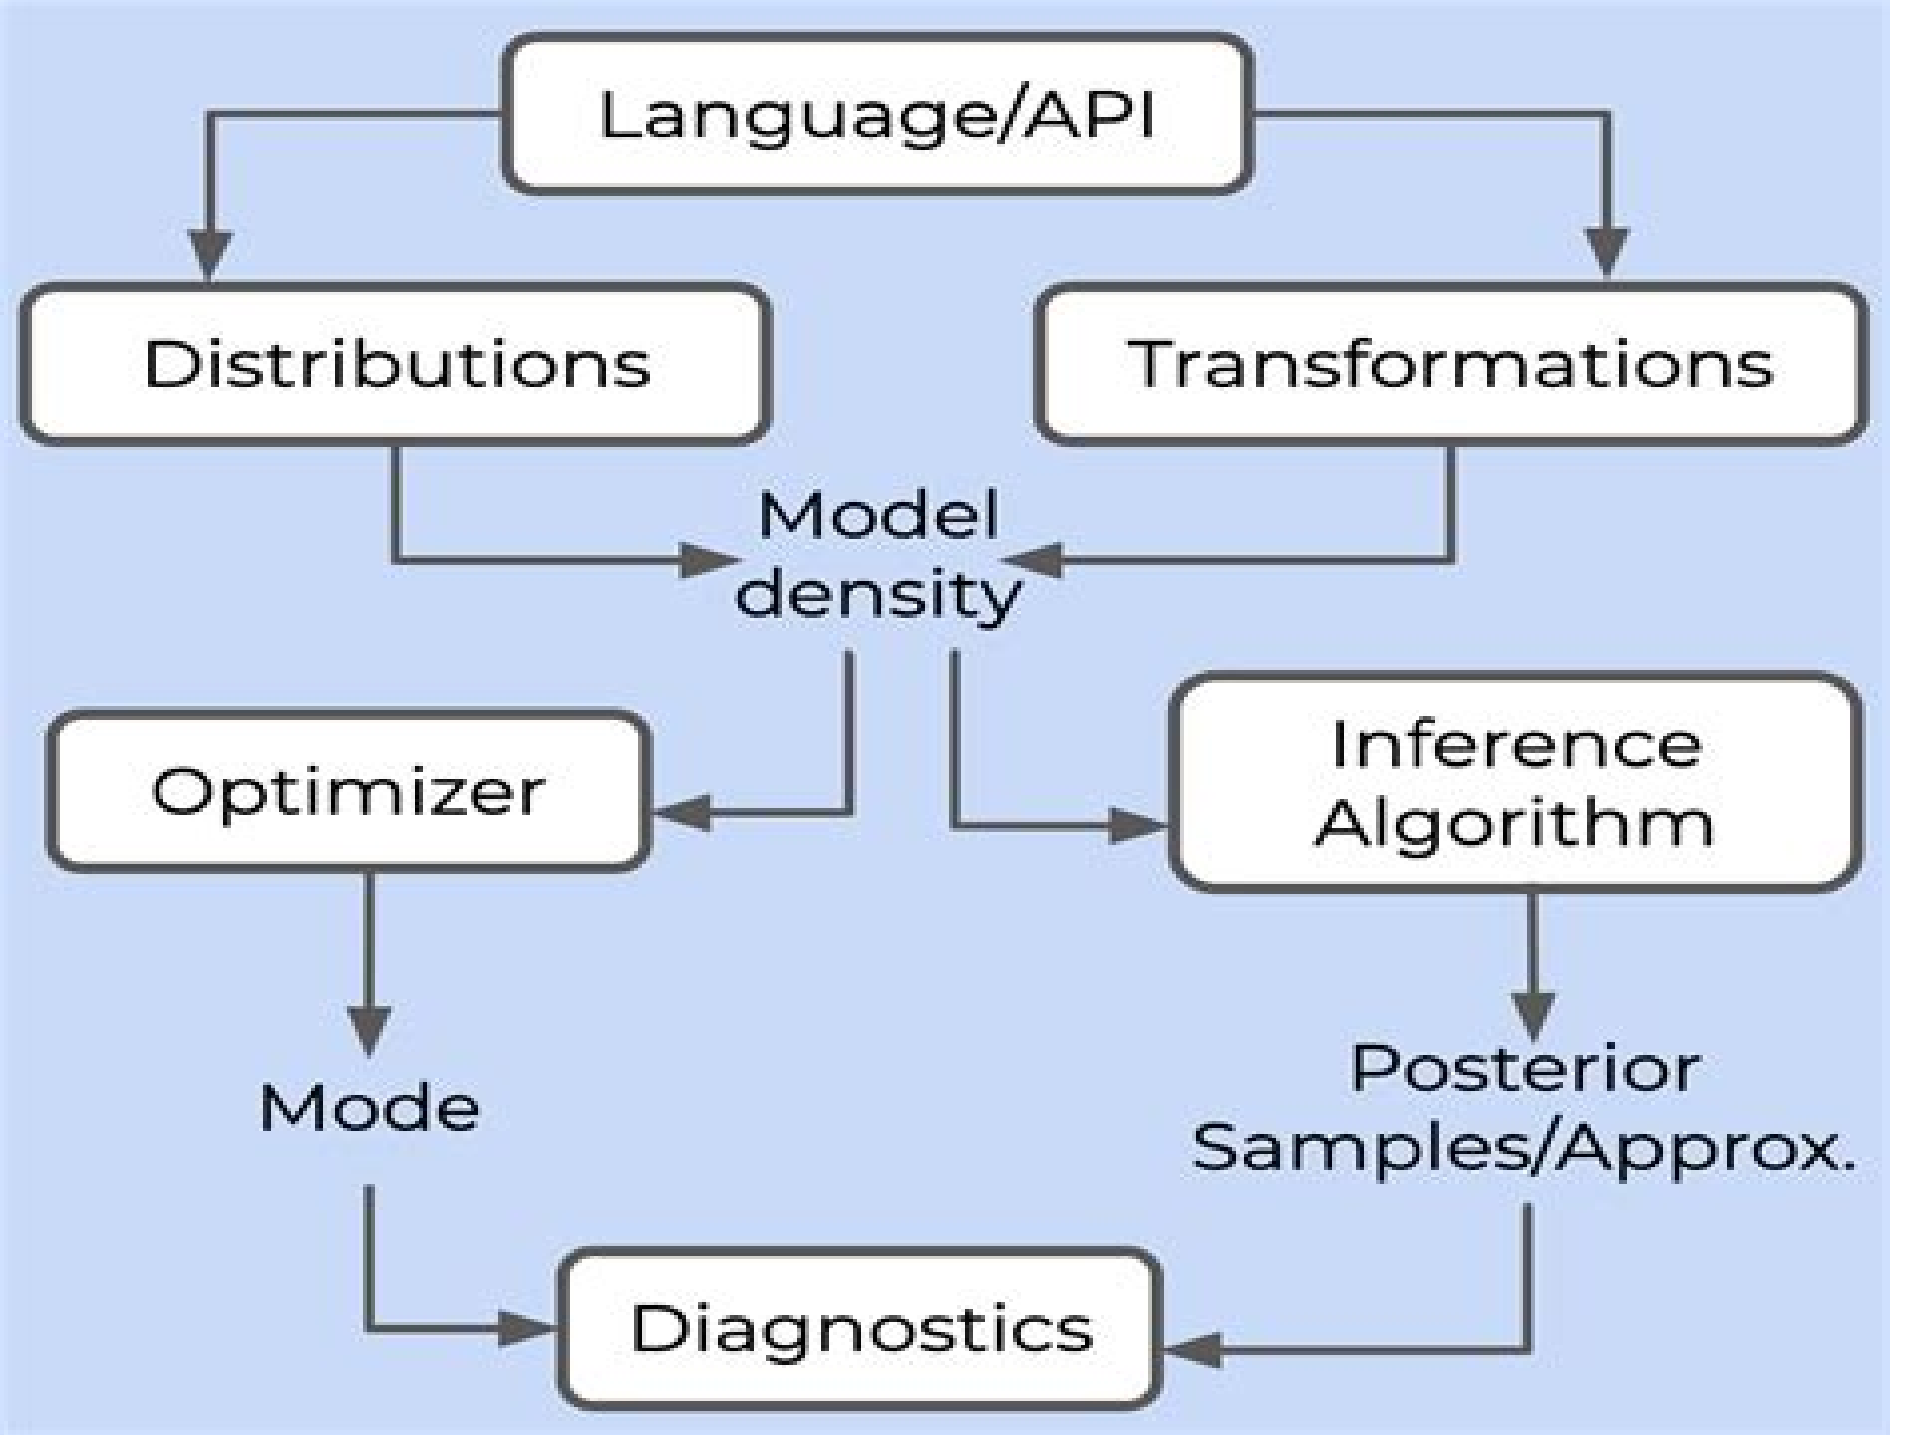 Language/API
Distributions
Transformations
Model
density
Optimizer
Inference
Algorithm
Mode
Posterior
Samples/Approx.
Diagnostics